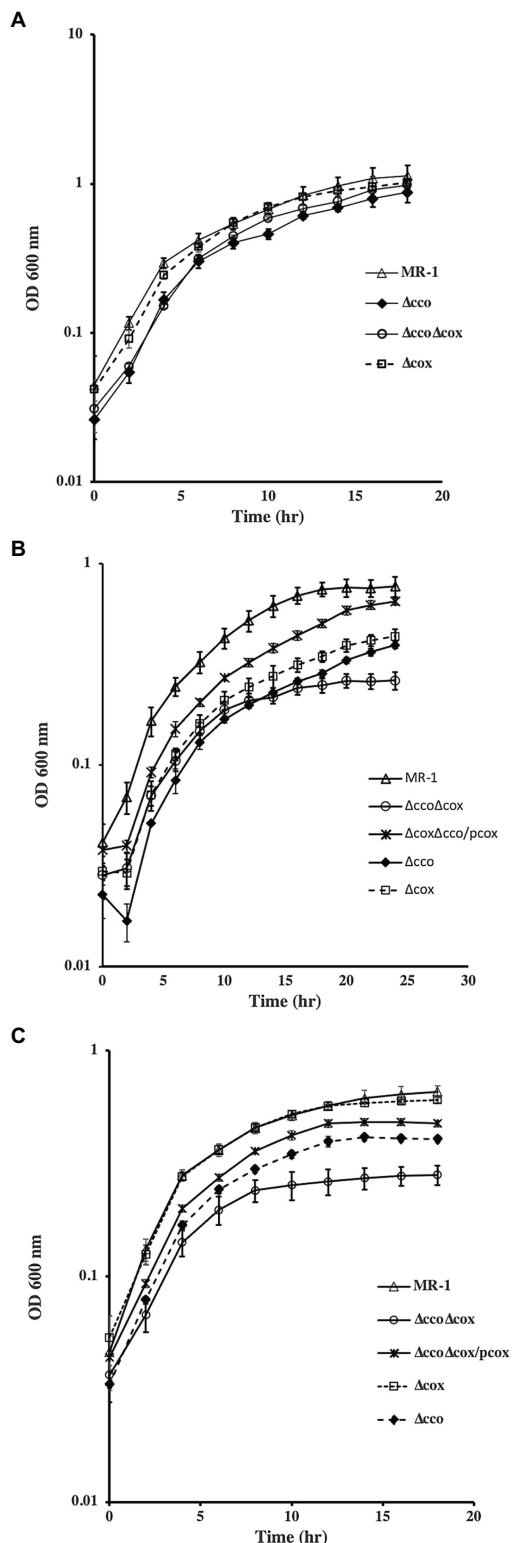 A
10
1
0.1
0.01
OD 600 nm
0 5 10 15 20
Time (hr)
MR-1
Δcco
ΔccoΔcox
Δcox
B
1
0.1
0.01
OD 600 nm
0 5 10 15 20 25 30
Time (hr)
MR-1
ΔccoΔcox
ΔcoxΔcco/pcox
Δcco
Δcox
C
1
0.1
0.01
OD 600 nm
0 5 10 15 20
Time (hr)
MR-1
ΔccoΔcox
ΔccoΔcox/pcox
Δcox
Δcco